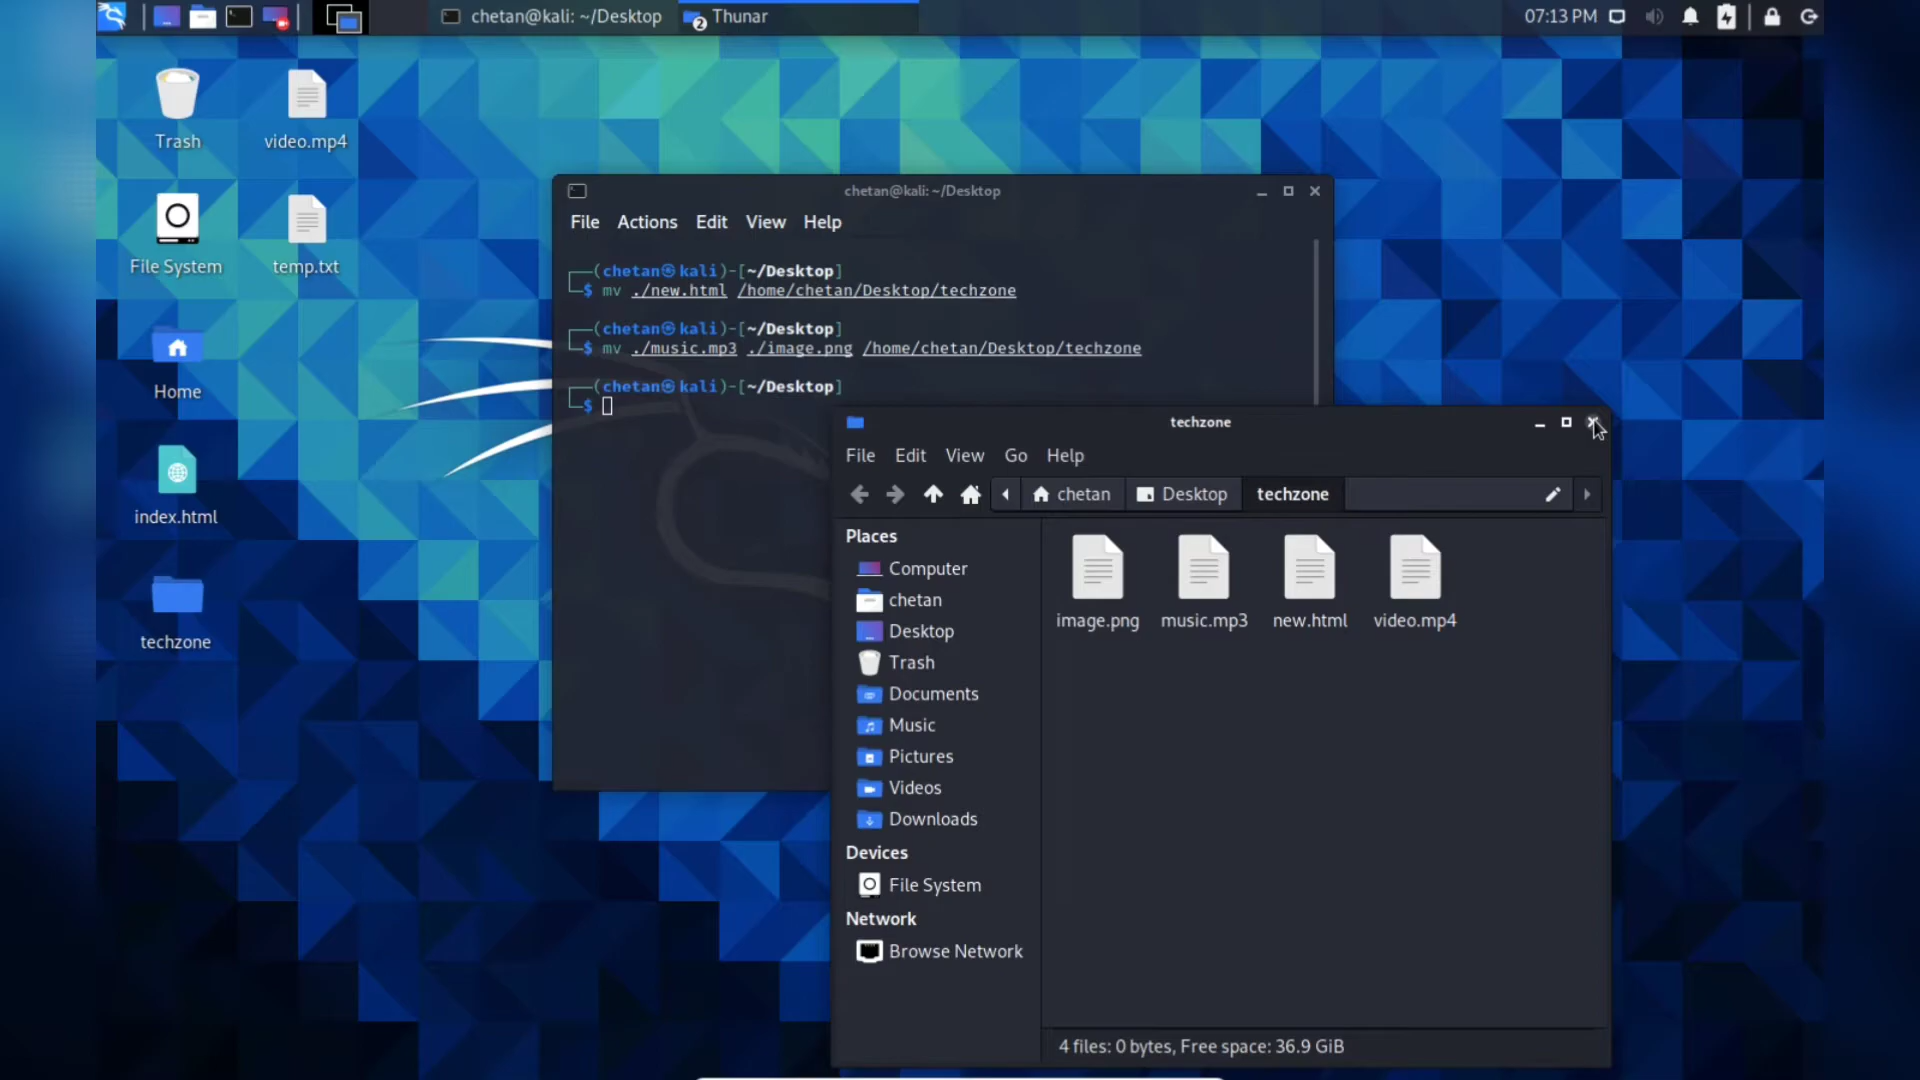 chetan@kali: ~/Desktop
2 Thunar
07:13 PM
Trash
video.mp4
File System
temp.txt
Home
index.html
techzone
chetan@kali: ~/Desktop
File Actions Edit View Help
┌──(chetan㉿kali)-[~/Desktop]
└─$ mv ./new.html /home/chetan/Desktop/techzone
┌──(chetan㉿kali)-[~/Desktop]
└─$ mv ./music.mp3 ./image.png /home/chetan/Desktop/techzone
┌──(chetan㉿kali)-[~/Desktop]
└─$
techzone
File Edit View Go Help
chetan Desktop techzone
Places
Computer
chetan
Desktop
Trash
Documents
Music
Pictures
Videos
Downloads
Devices
File System
Network
Browse Network
image.png music.mp3 new.html video.mp4
4 files: 0 bytes, Free space: 36.9 GiB